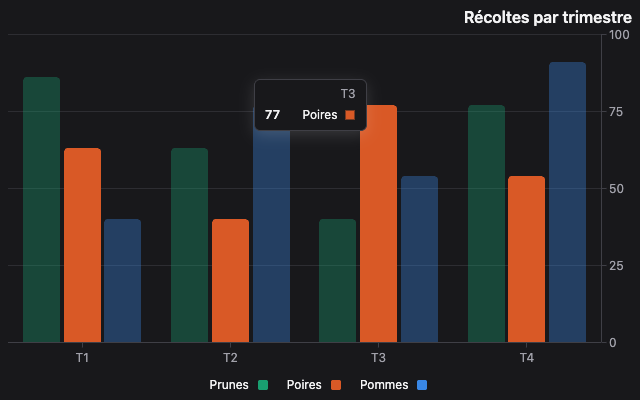 Récoltes par trimestre
100
75
50
25
0
T3
77 Poires
T1 T2 T3 T4
Prunes Poires Pommes